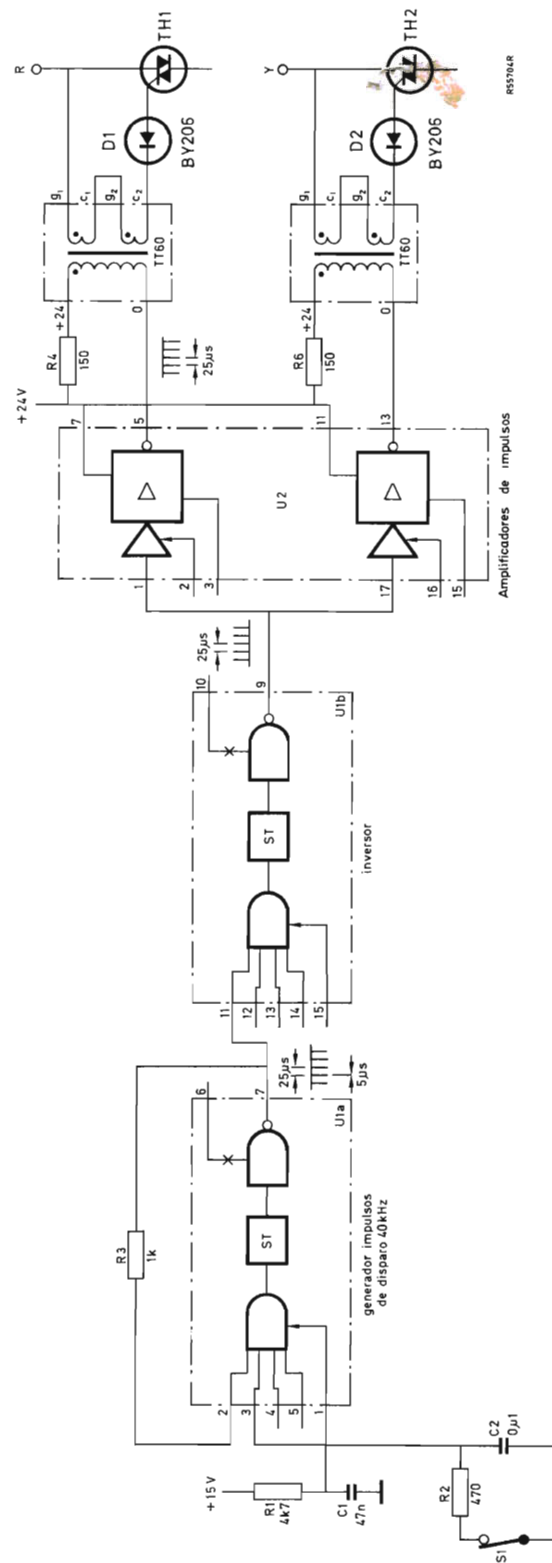 +15 V
R1
4k7
C1
47n
S1
R2
470
C2
0,µ1
R3
1k
2
3
4
5
1
ST
6
7
U1a
generador impulsos
de disparo 40kHz
25µs
5µs
11
12
13
14
15
ST
10
9
U1b
inversor
25µs
1
2
3
17
16
15
U2
7
15
11
13
Amplificadores de impulsos
+24V
R4
150
+24
0
25µs
R6
150
+24
0
TT60
g₁
c₁
g₂
c₂
TT60
g₁
c₁
g₂
c₂
D1
BY206
D2
BY206
R
TH1
Y
TH2
RS5704R